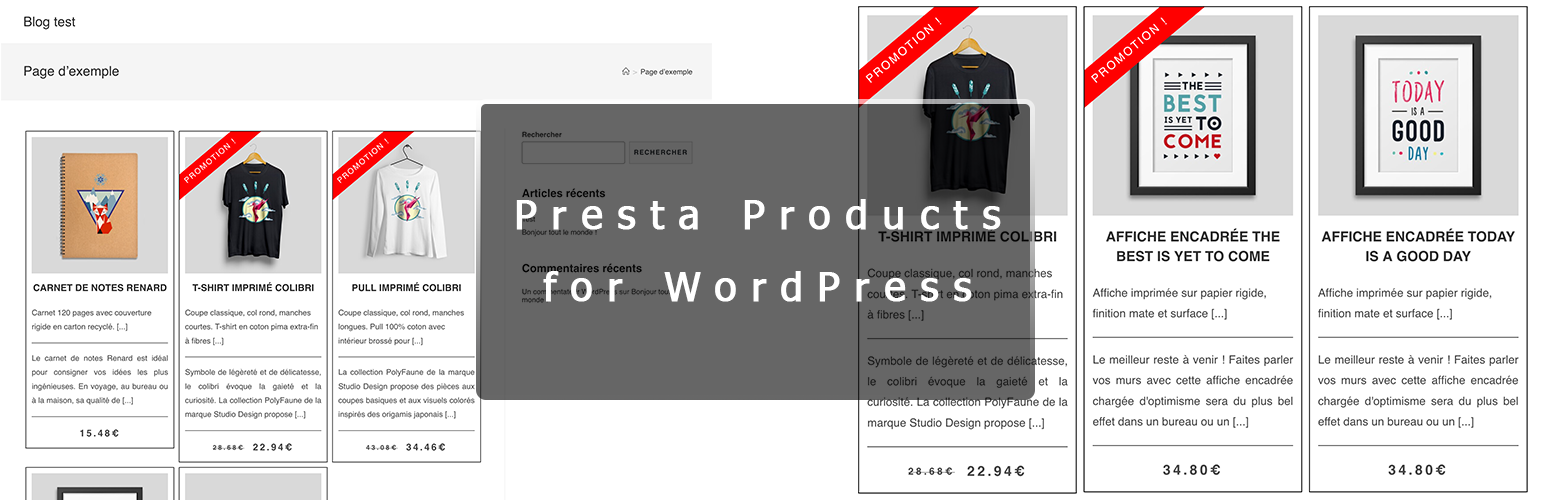 Blog test
Page d'exemple
> Page d'exemple
PROMOTION !
PROMOTION !
CARNET DE NOTES RENARD
Carnet 120 pages avec couverture
rigide en carton recyclé. [...]
Le carnet de notes Renard est idéal
pour consigner vos idées les plus
ingénieuses. En voyage, au bureau ou
à la maison, sa qualité de [...]
15.48€
T-SHIRT IMPRIMÉ COLIBRI
Coupe classique, col rond, manches
courtes. T-shirt en coton pima extra-fin
à fibres [...]
Symbole de légèreté et de délicatesse,
le colibri évoque la gaieté et la
curiosité. La collection PolyFaune de la
marque Studio Design propose [...]
28.68€ 22.94€
PULL IMPRIMÉ COLIBRI
Coupe classique, col rond, manches
longues. Pull 100% coton avec
intérieur brossé pour [...]
La collection PolyFaune de la marque
Studio Design propose des pièces aux
coupes basiques et aux visuels colorés
inspirés des origamis japonais [...]
43.08€ 34.46€
Rechercher
RECHERCHER
Articles récents
Bonjour tout le monde !
Commentaires récents
Un commentateur WordPress sur Bonjour tout
monde
Presta Products
for WordPress
PROMOTION !
T-SHIRT IMPRIMÉ COLIBRI
Coupe classique, col rond, manches
courtes. T-shirt en coton pima extra-fin
à fibres [...]
Symbole de légèreté et de délicatesse,
le colibri évoque la gaieté et la
curiosité. La collection PolyFaune de la
marque Studio Design propose [...]
28.68€ 22.94€
PROMOTION !
THE
BEST
IS YET TO
COME
AFFICHE ENCADRÉE THE
BEST IS YET TO COME
Affiche imprimée sur papier rigide,
finition mate et surface [...]
Le meilleur reste à venir ! Faites parler
vos murs avec cette affiche encadrée
chargée d'optimisme sera du plus bel
effet dans un bureau ou un [...]
34.80€
TODAY
IS A
GOOD
DAY
AFFICHE ENCADRÉE TODAY
IS A GOOD DAY
Affiche imprimée sur papier rigide,
finition mate et surface [...]
Le meilleur reste à venir ! Faites parler
vos murs avec cette affiche encadrée
chargée d'optimisme sera du plus bel
effet dans un bureau ou un [...]
34.80€